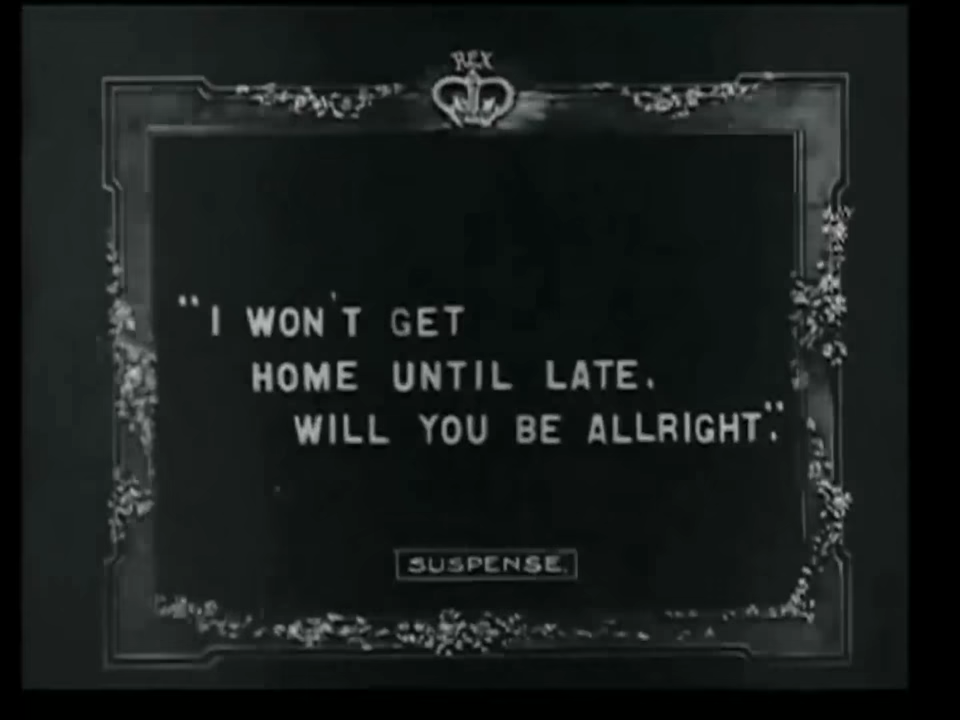 REX
"I WON'T GET
HOME UNTIL LATE.
WILL YOU BE ALLRIGHT".
SUSPENSE.